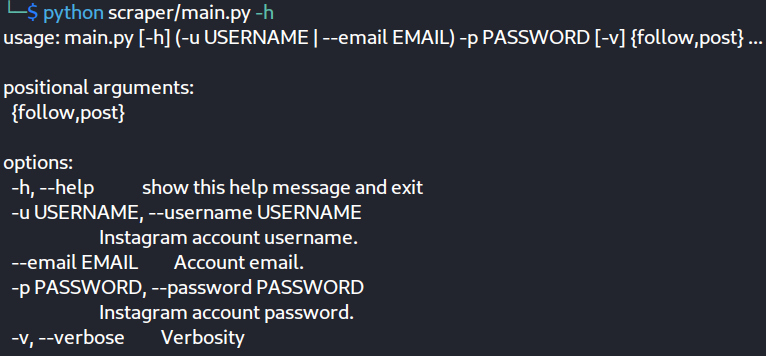 └─$ python scraper/main.py -h
usage: main.py [-h] (-u USERNAME | --email EMAIL) -p PASSWORD [-v] {follow,post} ...
positional arguments:
{follow,post}
options:
-h, --help show this help message and exit
-u USERNAME, --username USERNAME
Instagram account username.
--email EMAIL Account email.
-p PASSWORD, --password PASSWORD
Instagram account password.
-v, --verbose Verbosity